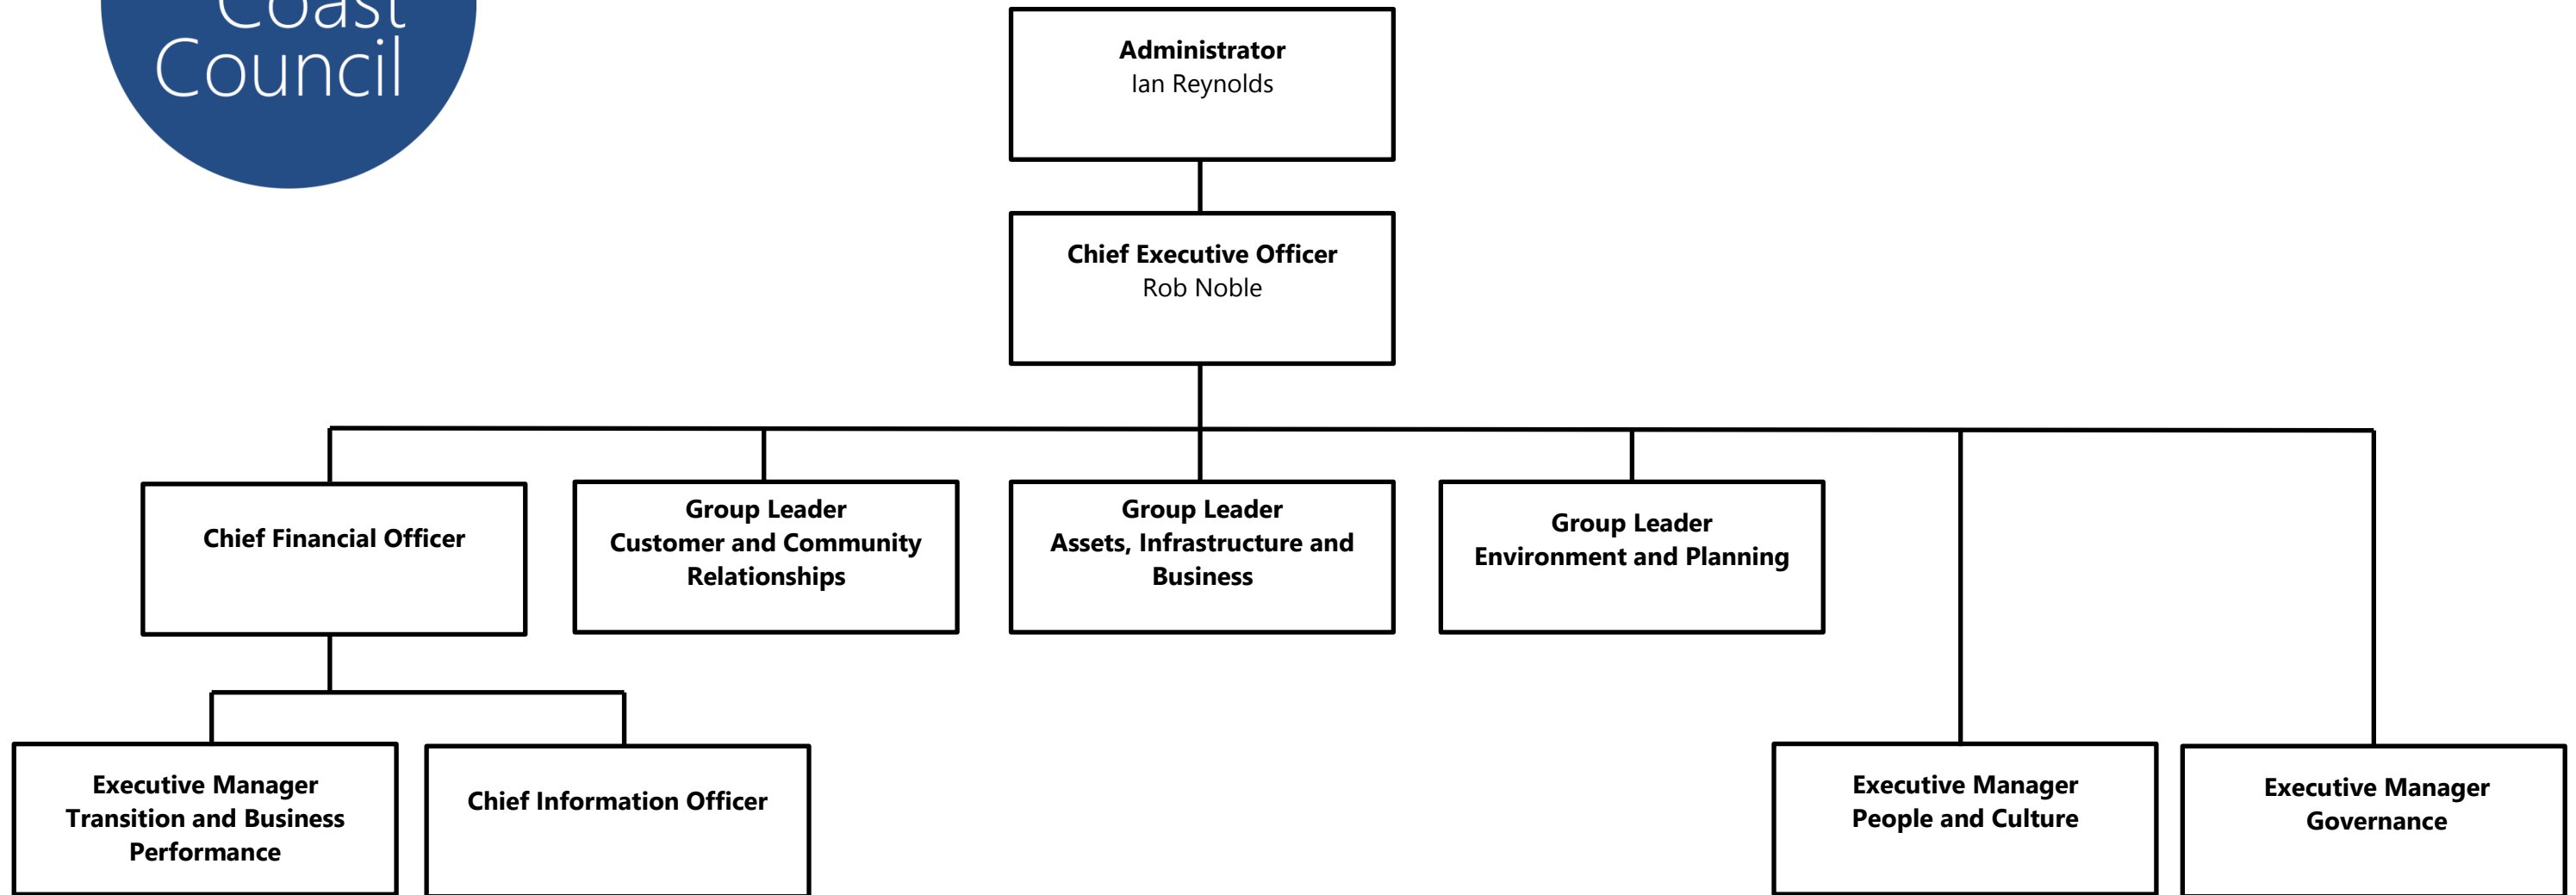 Coast
Council
Administrator
Ian Reynolds
Chief Executive Officer
Rob Noble
Chief Financial Officer
Group Leader
Customer and Community
Relationships
Group Leader
Assets, Infrastructure and
Business
Group Leader
Environment and Planning
Executive Manager
Transition and Business
Performance
Chief Information Officer
Executive Manager
People and Culture
Executive Manager
Governance